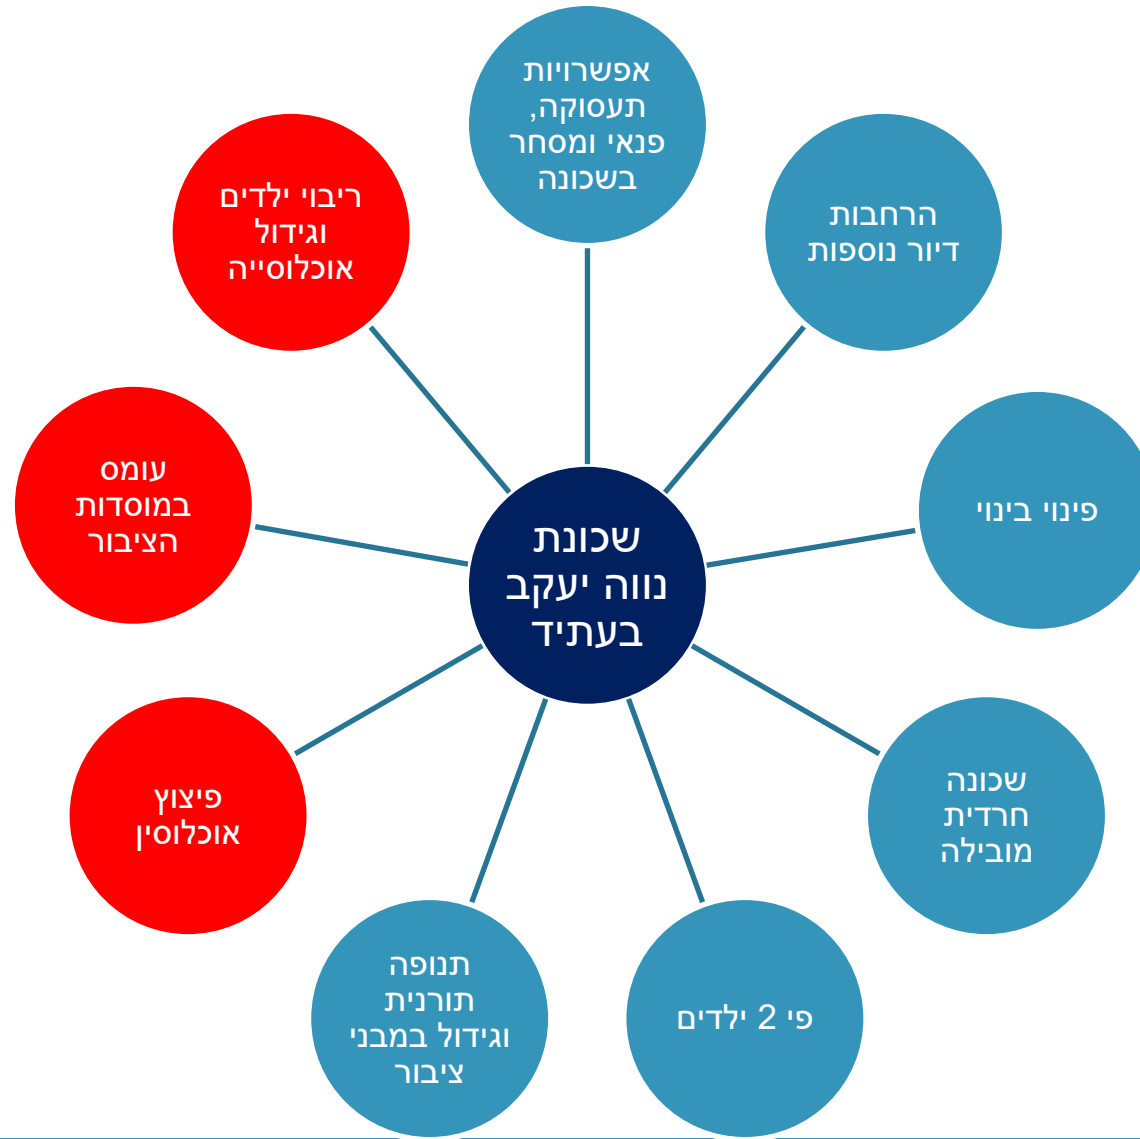 שכונת
נווה יעקב
בעתיד
אפשרויות
תעסוקה,
פנאי ומסחר
בשכונה
הרחבות
דיור נוספות
פינוי בינוי
שכונה
חרדית
מובילה
פי 2 ילדים
תנופה
תורנית
וגידול במבני
ציבור
פיצוץ
אוכלוסין
עומס
במוסדות
הציבור
ריבוי ילדים
וגידול
אוכלוסייה